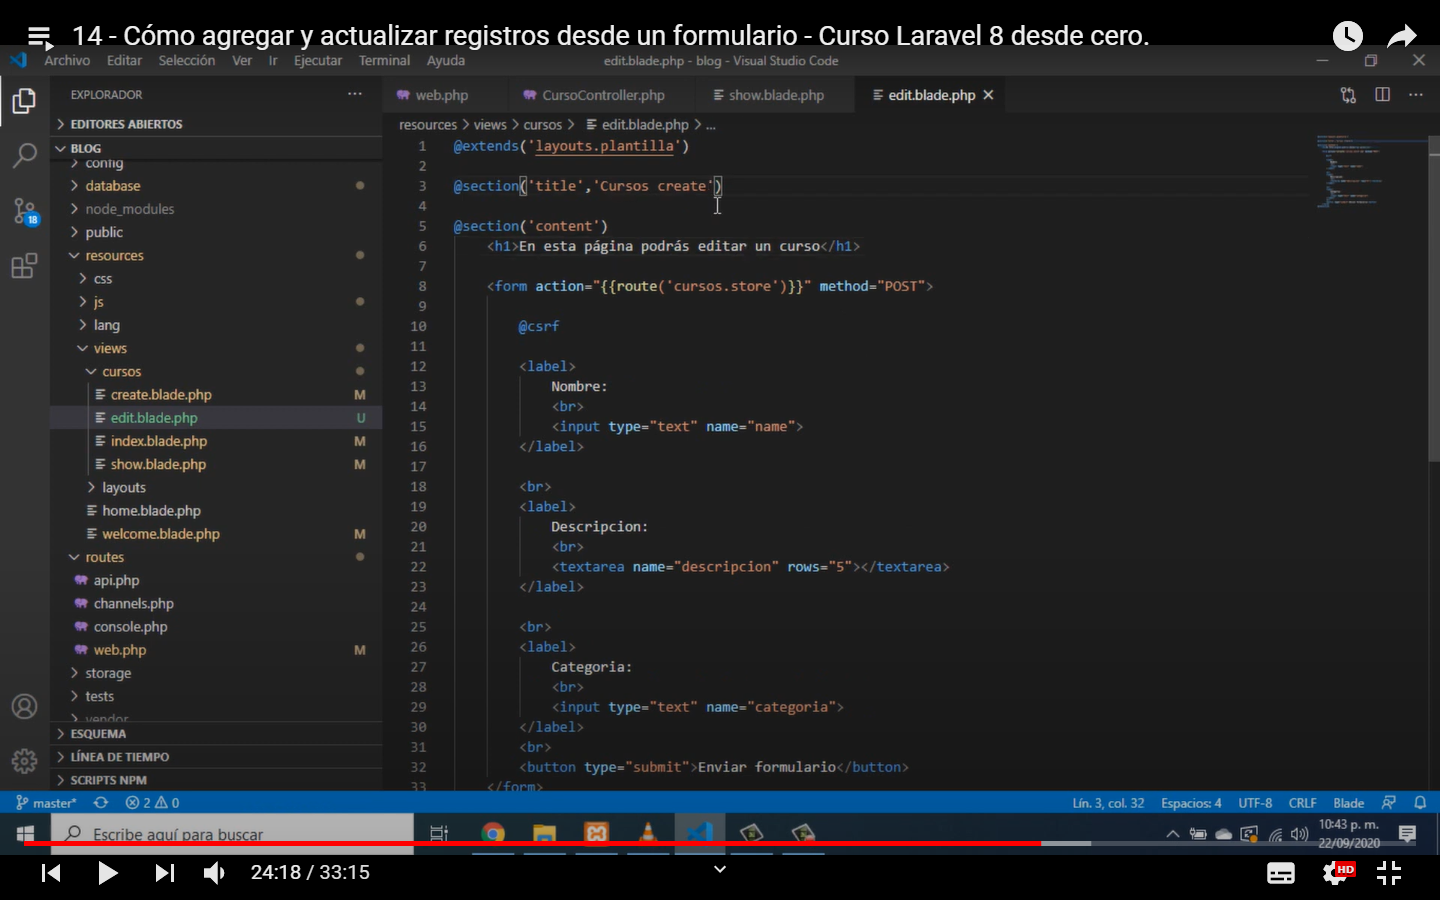 14 - Cómo agregar y actualizar registros desde un formulario - Curso Laravel 8 desde cero.
Archivo Editar Selección Ver Ir Ejecutar Terminal Ayuda
edit.blade.php - blog - Visual Studio Code
EXPLORADOR
web.php CursoController.php show.blade.php edit.blade.php
EDITORES ABIERTOS
BLOG
config
database
node_modules
public
resources
css
js
lang
views
cursos
create.blade.php M
edit.blade.php U
index.blade.php M
show.blade.php M
layouts
home.blade.php
welcome.blade.php M
routes
api.php
channels.php
console.php
web.php M
storage
tests
vendor
ESQUEMA
LÍNEA DE TIEMPO
SCRIPTS NPM
18
resources > views > cursos > edit.blade.php > ...
1 @extends('layouts.plantilla')
2
3 @section('title','Cursos create')
4
5 @section('content')
6 <h1>En esta página podrás editar un curso</h1>
7
8 <form action="{{route('cursos.store')}}" method="POST">
9
10 @csrf
11
12 <label>
13 Nombre:
14 <br>
15 <input type="text" name="name">
16 </label>
17
18 <br>
19 <label>
20 Descripcion:
21 <br>
22 <textarea name="descripcion" rows="5"></textarea>
23 </label>
24
25 <br>
26 <label>
27 Categoria:
28 <br>
29 <input type="text" name="categoria">
30 </label>
31 <br>
32 <button type="submit">Enviar formulario</button>
33 </form>
master* 2 0
Lín. 3, col. 32 Espacios: 4 UTF-8 CRLF Blade
Escribe aquí para buscar
10:43 p. m.
22/09/2020
24:18 / 33:15
HD